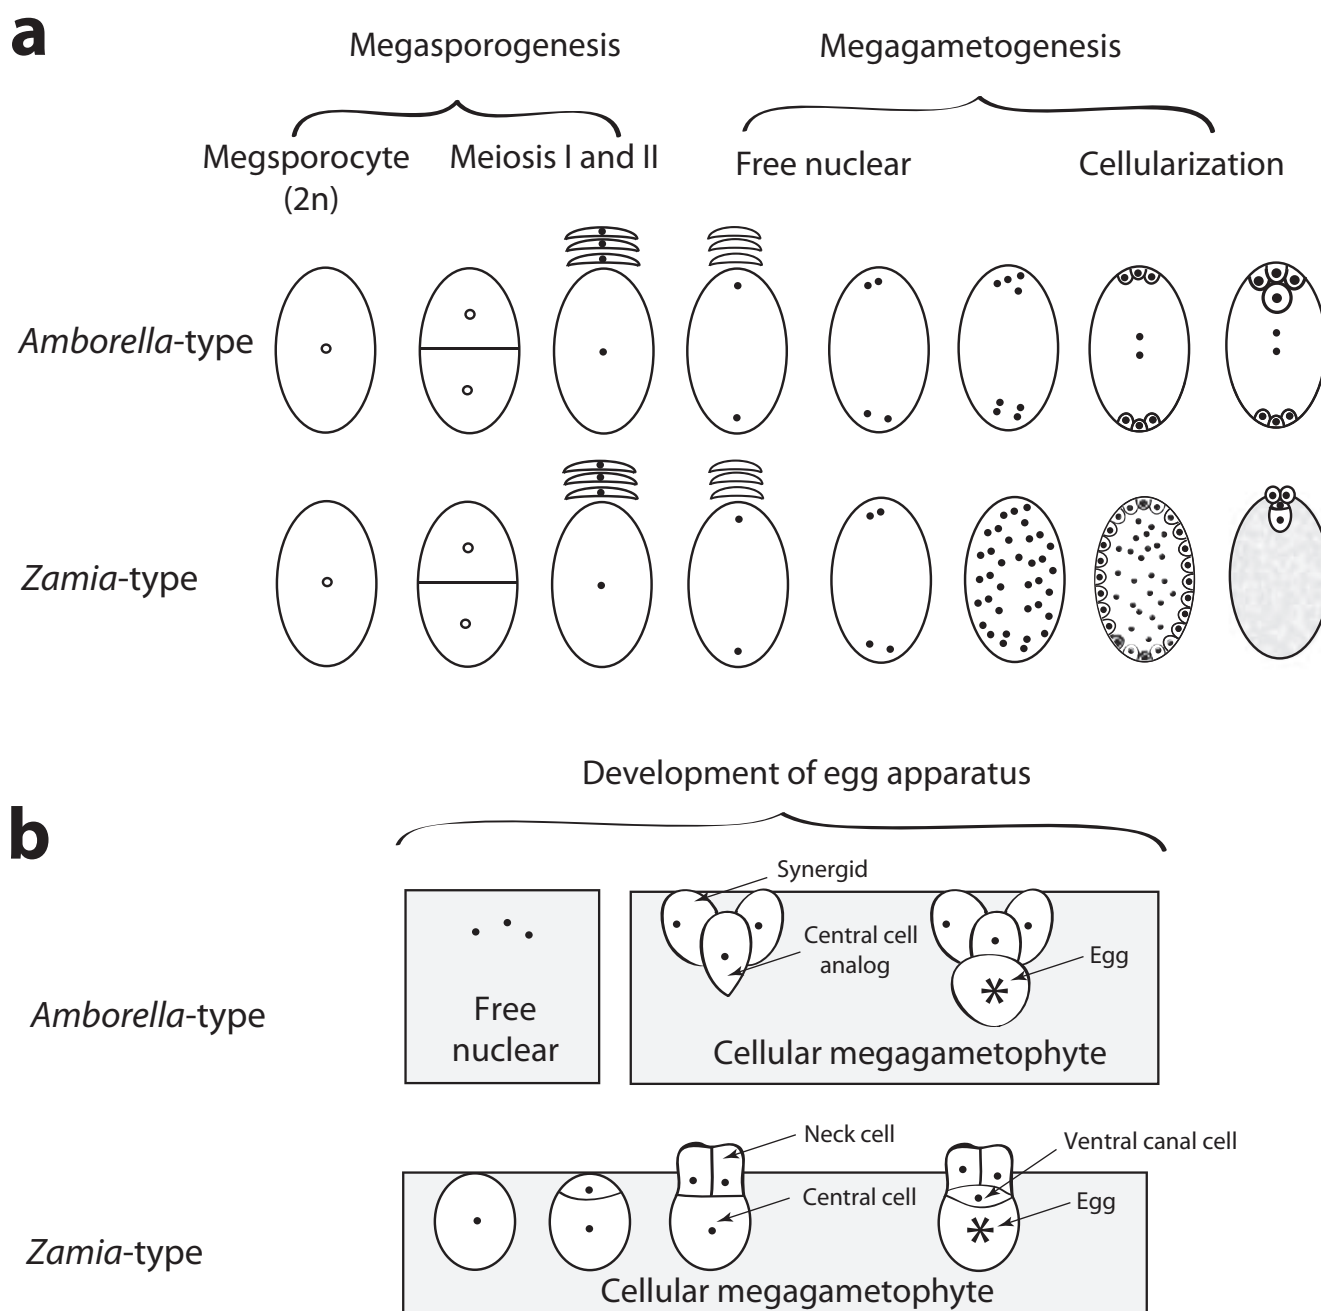 a
Megasporogenesis
Megagametogenesis
Megsporocyte
(2n)
Meiosis I and II
Free nuclear
Cellularization
Amborella-type
Zamia-type
b
Development of egg apparatus
Synergid
Central cell
analog
Egg
Free
nuclear
Cellular megagametophyte
Amborella-type
Neck cell
Ventral canal cell
Central cell
Egg
Zamia-type
Cellular megagametophyte